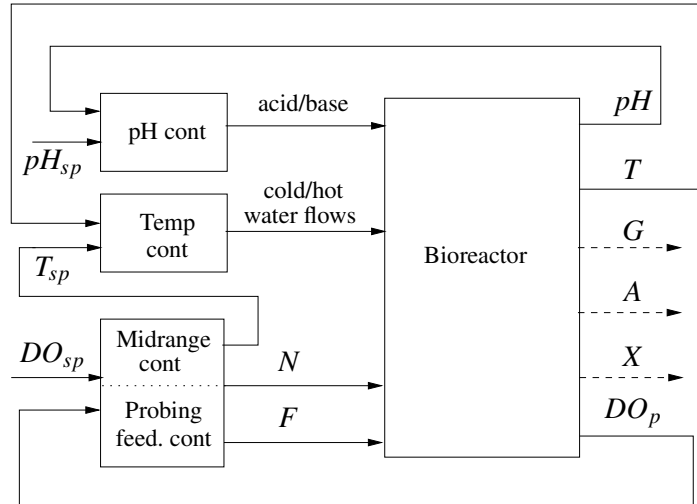 pH cont
acid/base
pH_sp
pH
Temp
cont
cold/hot
water flows
T_sp
Bioreactor
T
G
A
X
DO_p
DO_sp
Midrange
cont
N
Probing
feed. cont
F